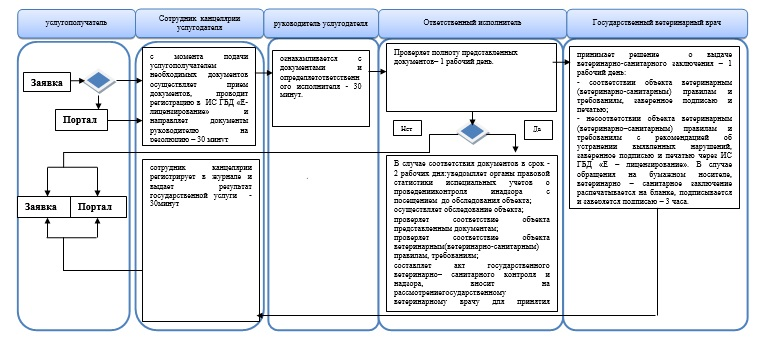 услугополучатель
Сотрудник канцелярии
услугодателя
руководитель услугодателя
Ответственный исполнитель
Государственный ветеринарный врач
Заявка
Портал
с момента подачи
услугополучателем
необходимых документов
осуществляет прием
документов, проводит
регистрацию в ИС ГБД «Е-
лицензирование» и
направляет документы
руководителю на
резолюцию – 30 минут
ознакамливается с
документами и
определяетответствен
ного исполнителя - 30
минут.
Проверяет полноту представленных
документов– 1 рабочий день.
Нет
Да
принимает решение о выдаче
ветеринарно-санитарного заключения – 1
рабочий день:
- соответствии объекта ветеринарным
(ветеринарно-санитарным) правилам и
требованиям, заверенное подписью и
печатью;
- несоответствии объекта ветеринарным
(ветеринарно–санитарным) правилам и
требованиям с рекомендацией об
устранении выявленных нарушений,
заверенное подписью и печатью через ИС
ГБД «Е – лицензирование». В случае
обращения на бумажном носителе,
ветеринарно – санитарное заключение
распечатывается на бланке, подписывается
и заверяется подписью – 3 часа.
сотрудник канцелярии
регистрирует в журнале и
выдает результат
государственной услуги -
30минут
Заявка
Портал
В случае соответствия документов в срок -
2 рабочих дня:уведомляет органы правовой
статистики испециальных учетов о
проведенииконтроля инадзора с
посещением до обследования объекта;
осуществляет обследование объекта;
проверяет соответствие объекта
представленным документам;
проверяет соответствие объекта
ветеринарным(ветеринарно-санитарным)
правилам, требованиям;
составляет акт государственного
ветеринарно– санитарного контроля и
надзора, вносит на
рассмотрениегосударственному
ветеринарному врачу для принятия